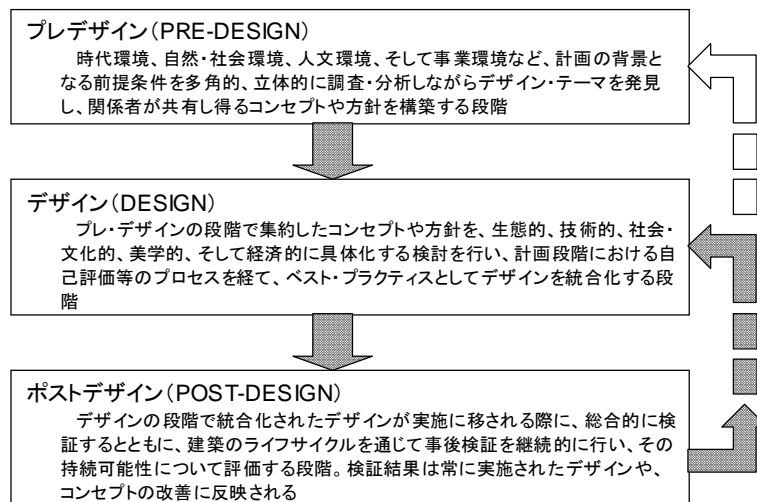 プレデザイン(PRE-DESIGN)
時代環境、自然・社会環境、人文環境、そして事業環境など、計画の背景と
なる前提条件を多角的、立体的に調査・分析しながらデザイン・テーマを発見
し、関係者が共有し得るコンセプトや方針を構築する段階
デザイン(DESIGN)
プレ・デザインの段階で集約したコンセプトや方針を、生態的、技術的、社会・
文化的、美学的、そして経済的に具体化する検討を行い、計画段階における自
己評価等のプロセスを経て、ベスト・プラクティスとしてデザインを統合化する段
階
ポストデザイン(POST-DESIGN)
デザインの段階で統合化されたデザインが実施に移される際に、総合的に検
証するとともに、建築のライフサイクルを通じて事後検証を継続的に行い、その
持続可能性について評価する段階。検証結果は常に実施されたデザインや、
コンセプトの改善に反映される